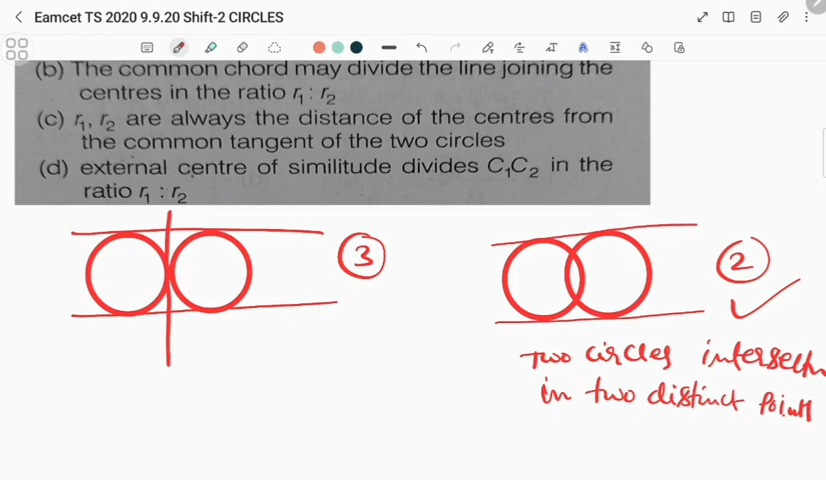 Eamcet TS 2020 9.9.20 Shift-2 CIRCLES
(b) The common chord may divide the line joining the
centres in the ratio r₁ : r₂
(c) r₁, r₂ are always the distance of the centres from
the common tangent of the two circles
(d) external centre of similitude divides C₁C₂ in the
ratio r₁ : r₂
3
2
Two circles intersectn
in two distinct Point